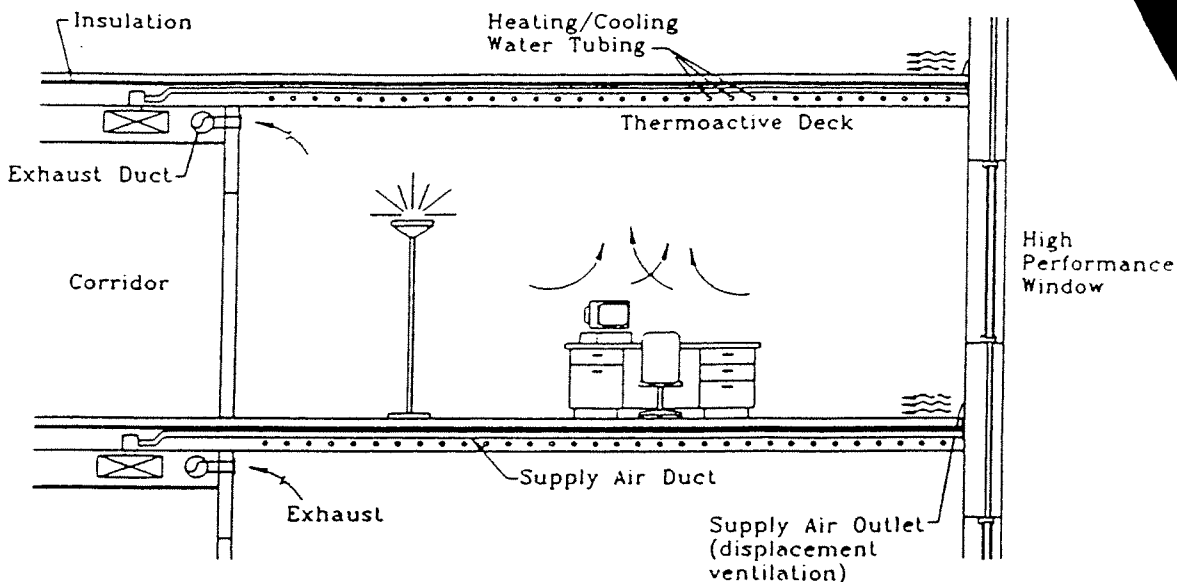 Insulation
Heating/Cooling
Water Tubing
Thermoactive Deck
Exhaust Duct
Corridor
High
Performance
Window
Supply Air Duct
Exhaust
Supply Air Outlet
(displacement
ventilation)